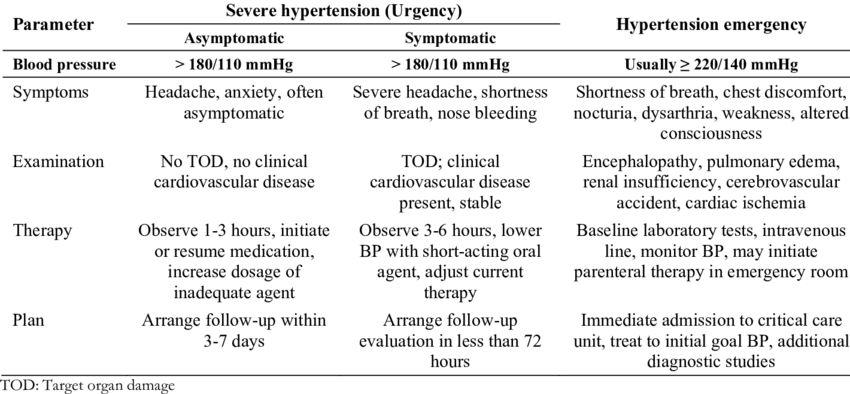 Parameter
Severe hypertension (Urgency)
Hypertension emergency
Asymptomatic
Symptomatic
Blood pressure
> 180/110 mmHg
> 180/110 mmHg
Usually ≥ 220/140 mmHg
Symptoms
Headache, anxiety, often
asymptomatic
Severe headache, shortness
of breath, nose bleeding
Shortness of breath, chest discomfort,
nocturia, dysarthria, weakness, altered
consciousness
Examination
No TOD, no clinical
cardiovascular disease
TOD; clinical
cardiovascular disease
present, stable
Encephalopathy, pulmonary edema,
renal insufficiency, cerebrovascular
accident, cardiac ischemia
Therapy
Observe 1-3 hours, initiate
or resume medication,
increase dosage of
inadequate agent
Observe 3-6 hours, lower
BP with short-acting oral
agent, adjust current
therapy
Baseline laboratory tests, intravenous
line, monitor BP, may initiate
parenteral therapy in emergency room
Plan
Arrange follow-up within
3-7 days
Arrange follow-up
evaluation in less than 72
hours
Immediate admission to critical care
unit, treat to initial goal BP, additional
diagnostic studies
TOD: Target organ damage